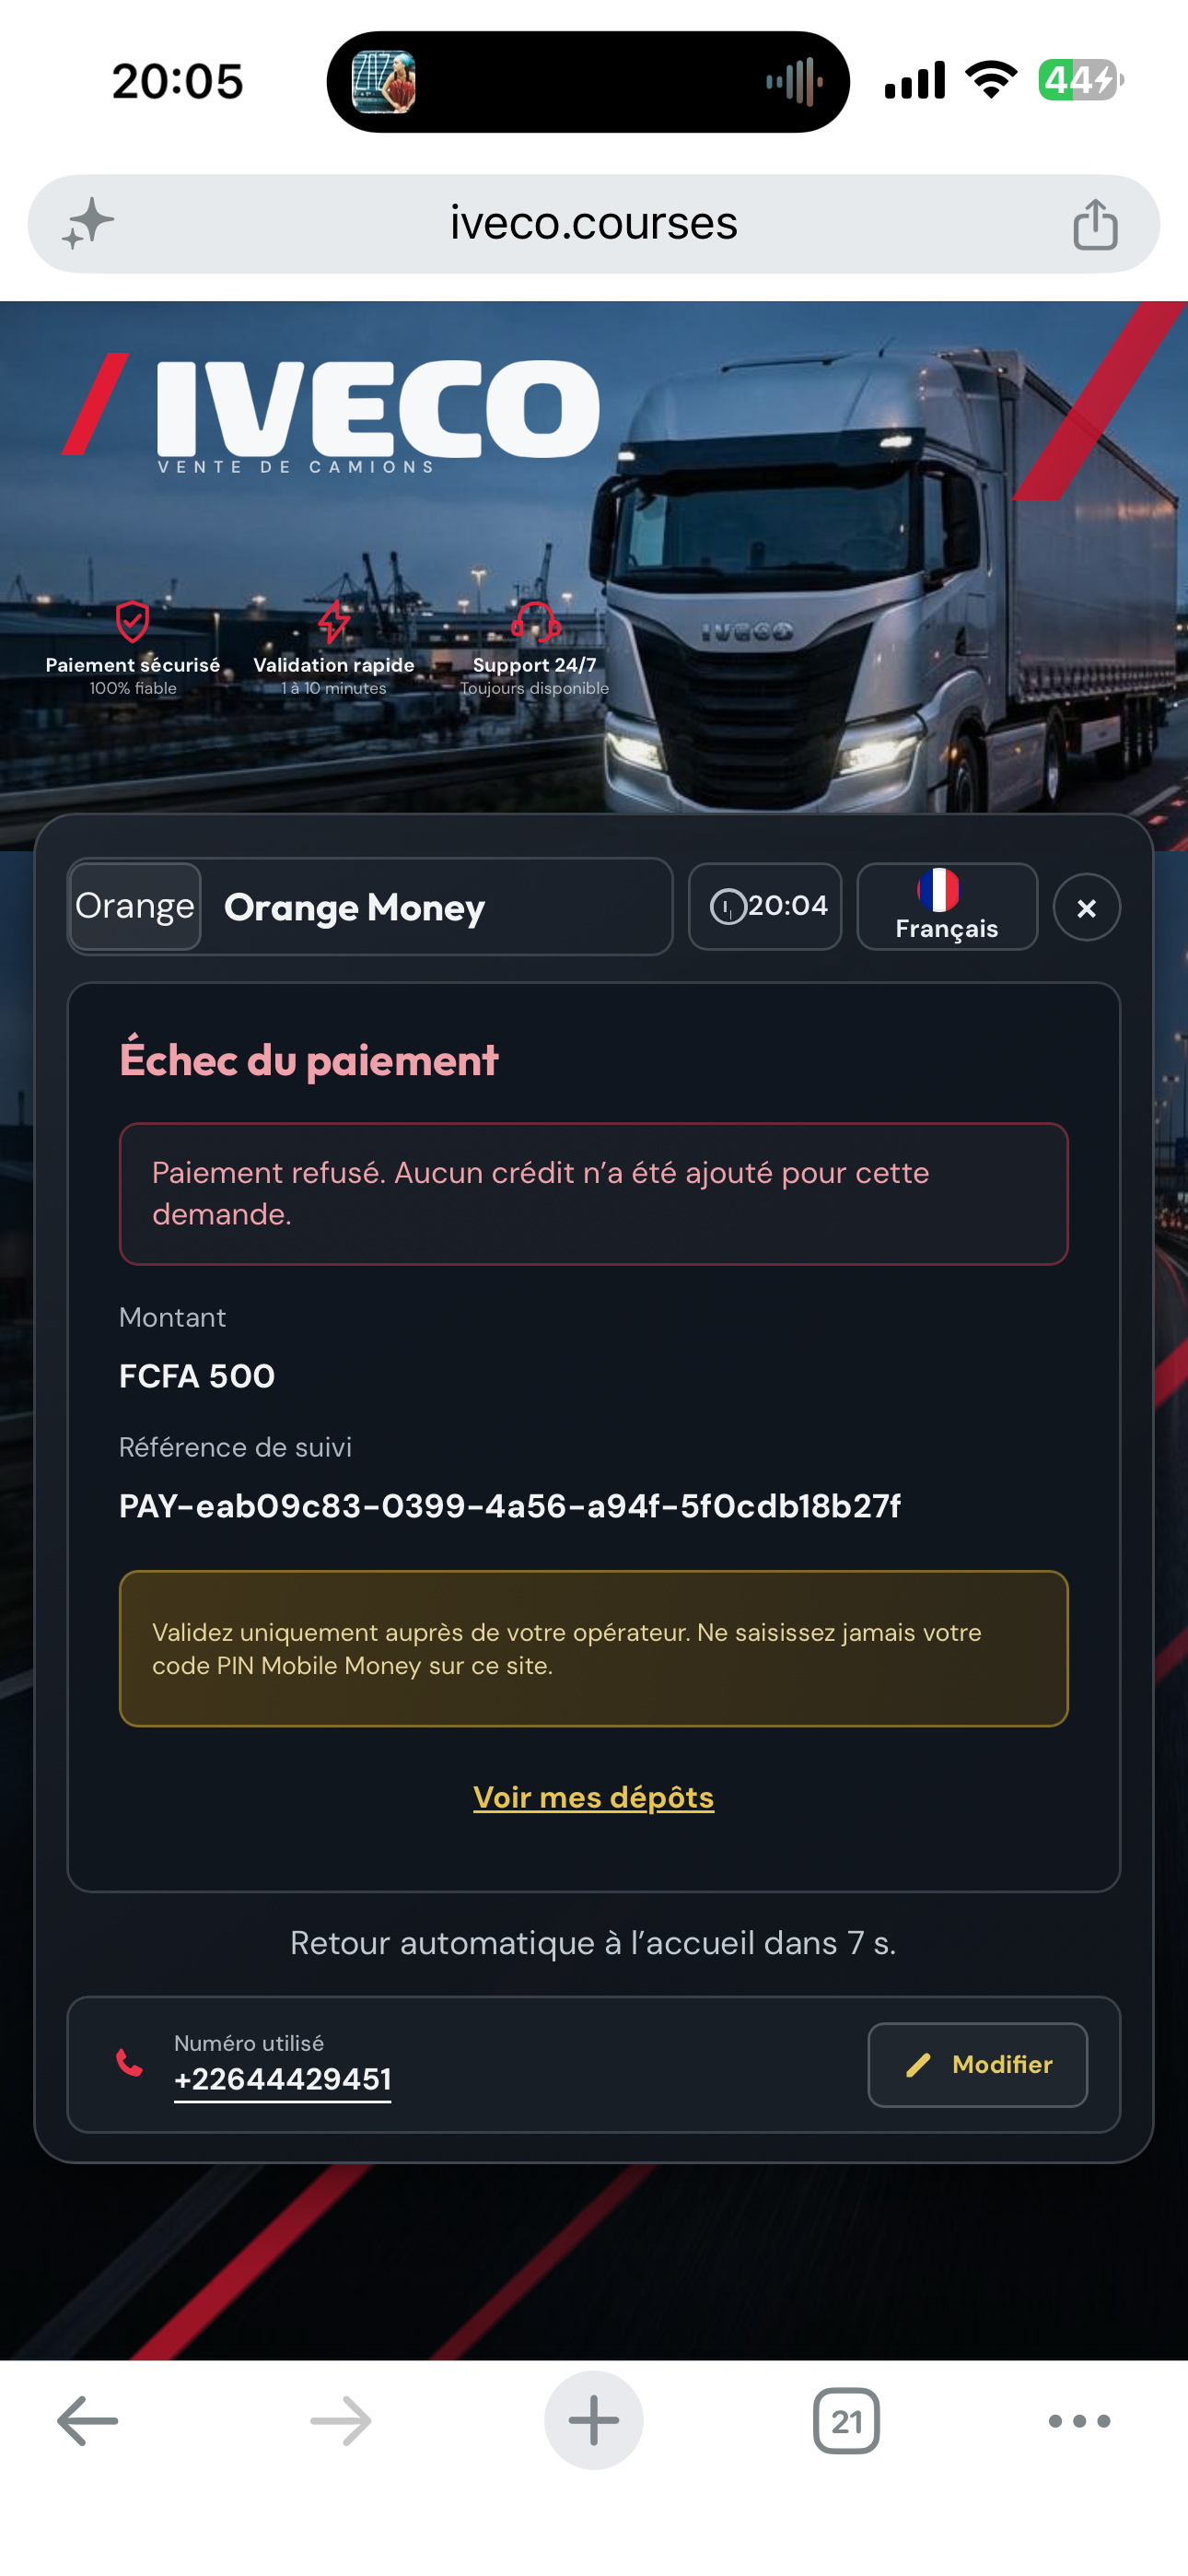 20:05
44
iveco.courses
IVECO
VENTE DE CAMIONS
IVECO
Paiement sécurisé
100% fiable
Validation rapide
1 à 10 minutes
Support 24/7
Toujours disponible
Orange
Orange Money
20:04
Français
×
Échec du paiement
Paiement refusé. Aucun crédit n’a été ajouté pour cette
demande.
Montant
FCFA 500
Référence de suivi
PAY-eab09c83-0399-4a56-a94f-5f0cdb18b27f
Validez uniquement auprès de votre opérateur. Ne saisissez jamais votre
code PIN Mobile Money sur ce site.
Voir mes dépôts
Retour automatique à l’accueil dans 7 s.
Numéro utilisé
+22644429451
Modifier
21